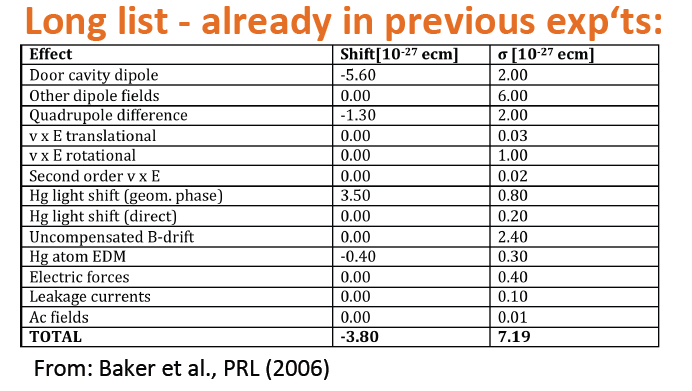 Long list - already in previous exp‘ts:
Effect Shift[10-27 ecm] σ [10-27 ecm]
Door cavity dipole -5.60 2.00
Other dipole fields 0.00 6.00
Quadrupole difference -1.30 2.00
v x E translational 0.00 0.03
v x E rotational 0.00 1.00
Second order v x E 0.00 0.02
Hg light shift (geom. phase) 3.50 0.80
Hg light shift (direct) 0.00 0.20
Uncompensated B-drift 0.00 2.40
Hg atom EDM -0.40 0.30
Electric forces 0.00 0.40
Leakage currents 0.00 0.10
Ac fields 0.00 0.01
TOTAL -3.80 7.19
From: Baker et al., PRL (2006)